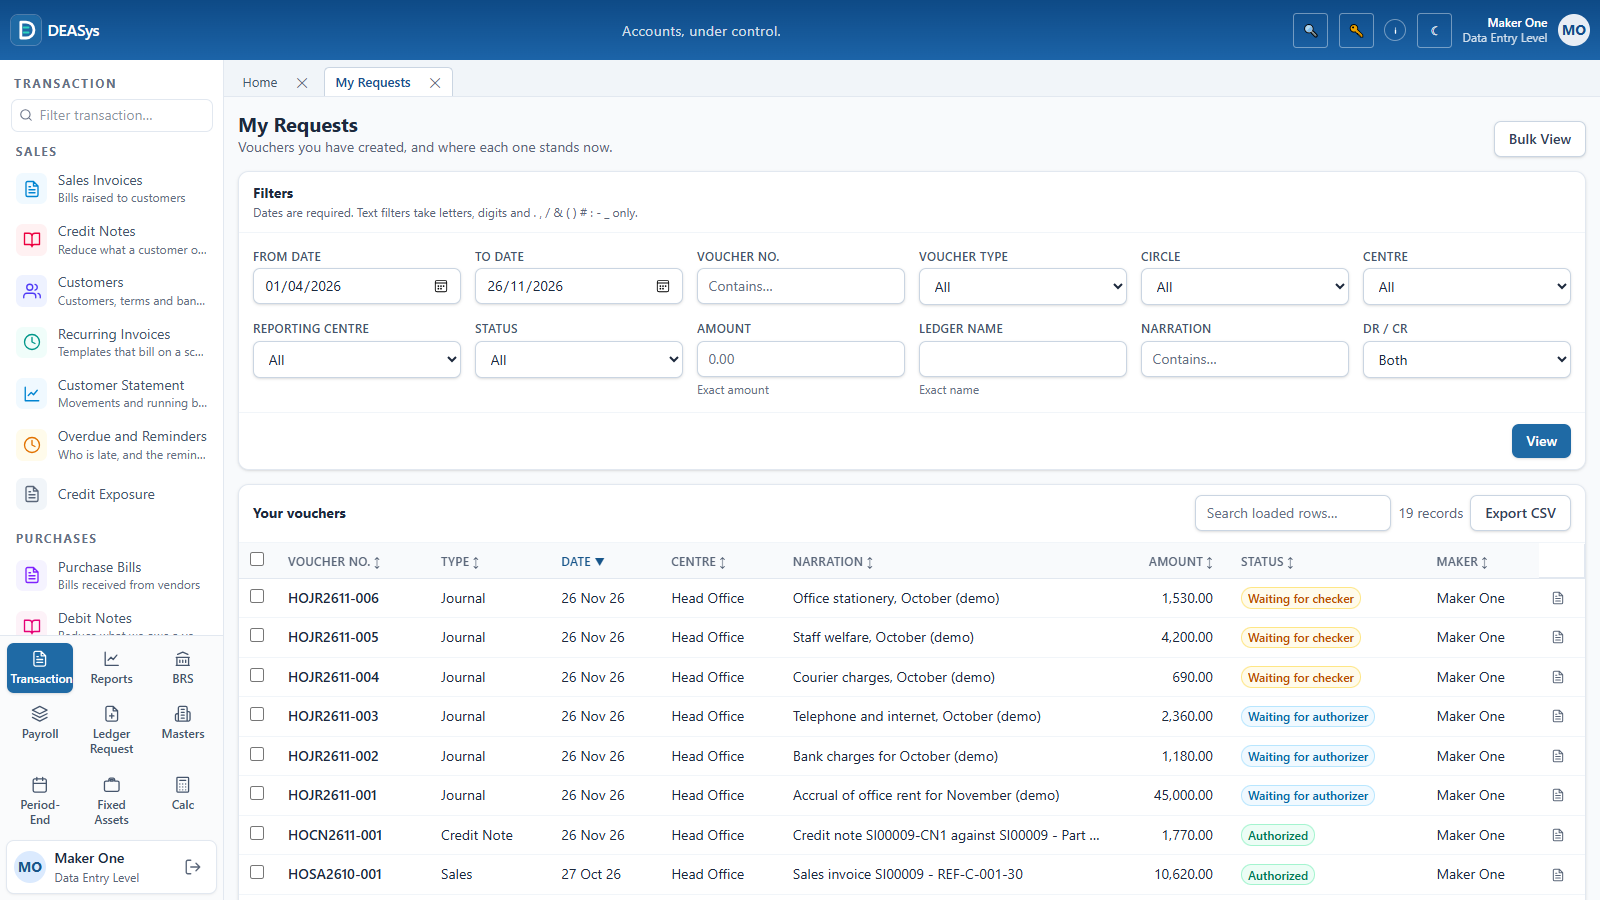 DEASys
Accounts, under control.
Maker One
Data Entry Level
MO
TRANSACTION
Filter transaction...
SALES
Sales Invoices
Bills raised to customers
Credit Notes
Reduce what a customer o...
Customers
Customers, terms and ban...
Recurring Invoices
Templates that bill on a sc...
Customer Statement
Movements and running b...
Overdue and Reminders
Who is late, and the remin...
Credit Exposure
PURCHASES
Purchase Bills
Bills received from vendors
Debit Notes
Transaction
Reports
BRS
Payroll
Ledger Request
Masters
Period-End
Fixed Assets
Calc
MO
Maker One
Data Entry Level
Home
My Requests
My Requests
Vouchers you have created, and where each one stands now.
Bulk View
Filters
Dates are required. Text filters take letters, digits and . , / & ( ) # : - _ only.
FROM DATE TO DATE VOUCHER NO. VOUCHER TYPE CIRCLE CENTRE
01/04/2026 26/11/2026 Contains... All All All
REPORTING CENTRE STATUS AMOUNT LEDGER NAME NARRATION DR / CR
All All 0.00 Contains... Both
Exact amount Exact name
View
Your vouchers
Search loaded rows...
19 records
Export CSV
VOUCHER NO. TYPE DATE CENTRE NARRATION AMOUNT STATUS MAKER
HOJR2611-006 Journal 26 Nov 26 Head Office Office stationery, October (demo) 1,530.00 Waiting for checker Maker One
HOJR2611-005 Journal 26 Nov 26 Head Office Staff welfare, October (demo) 4,200.00 Waiting for checker Maker One
HOJR2611-004 Journal 26 Nov 26 Head Office Courier charges, October (demo) 690.00 Waiting for checker Maker One
HOJR2611-003 Journal 26 Nov 26 Head Office Telephone and internet, October (demo) 2,360.00 Waiting for authorizer Maker One
HOJR2611-002 Journal 26 Nov 26 Head Office Bank charges for October (demo) 1,180.00 Waiting for authorizer Maker One
HOJR2611-001 Journal 26 Nov 26 Head Office Accrual of office rent for November (demo) 45,000.00 Waiting for authorizer Maker One
HOCN2611-001 Credit Note 26 Nov 26 Head Office Credit note SI00009-CN1 against SI00009 - Part ... 1,770.00 Authorized Maker One
HOSA2610-001 Sales 27 Oct 26 Head Office Sales invoice SI00009 - REF-C-001-30 10,620.00 Authorized Maker One